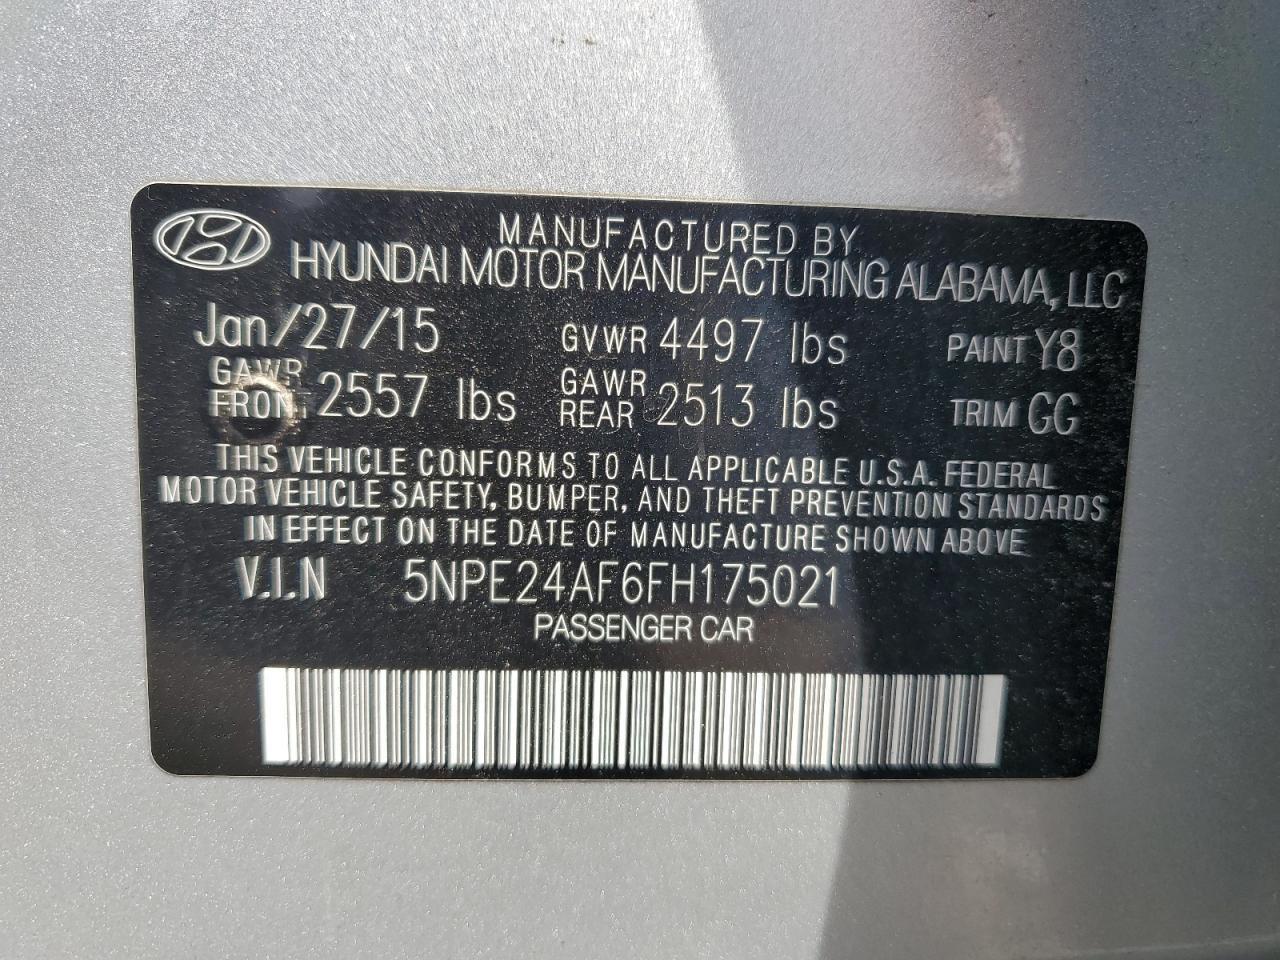 MANUFACTURED BY
HYUNDAI MOTOR MANUFACTURING ALABAMA, LLC
Jan/27/15 GVWR 4497 lbs PAINT Y8
GAWR FRONT 2557 lbs GAWR REAR 2513 lbs TRIM GG
THIS VEHICLE CONFORMS TO ALL APPLICABLE U.S.A. FEDERAL
MOTOR VEHICLE SAFETY, BUMPER, AND THEFT PREVENTION STANDARDS
IN EFFECT ON THE DATE OF MANUFACTURE SHOWN ABOVE
V.I.N 5NPE24AF6FH175021
PASSENGER CAR